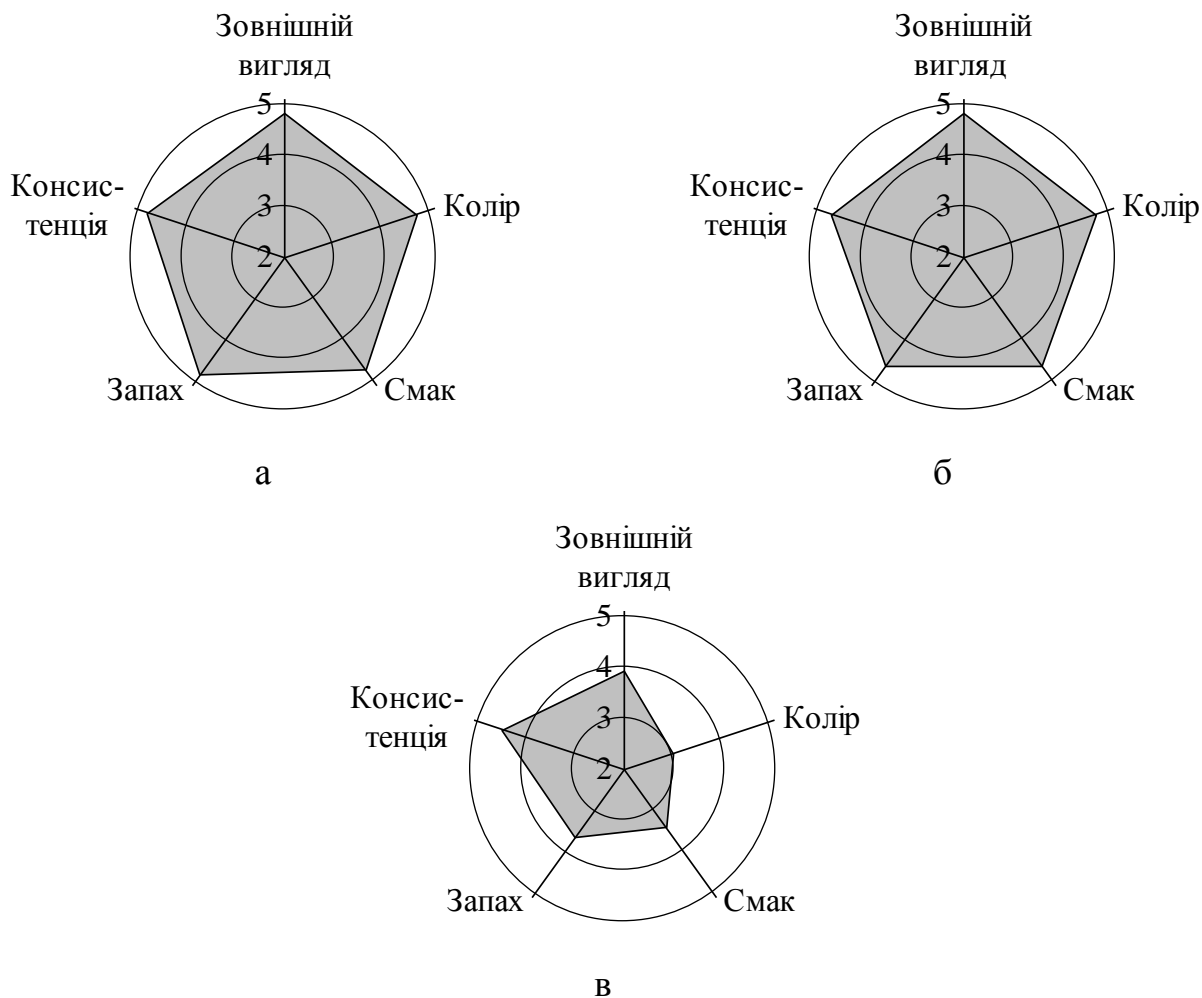 Зовнішній
вигляд
5
4
3
2
Консис-
тенція
Колір
Запах
Смак
а
Зовнішній
вигляд
5
4
3
2
Консис-
тенція
Колір
Запах
Смак
б
Зовнішній
вигляд
5
4
3
2
Консис-
тенція
Колір
Запах
Смак
в